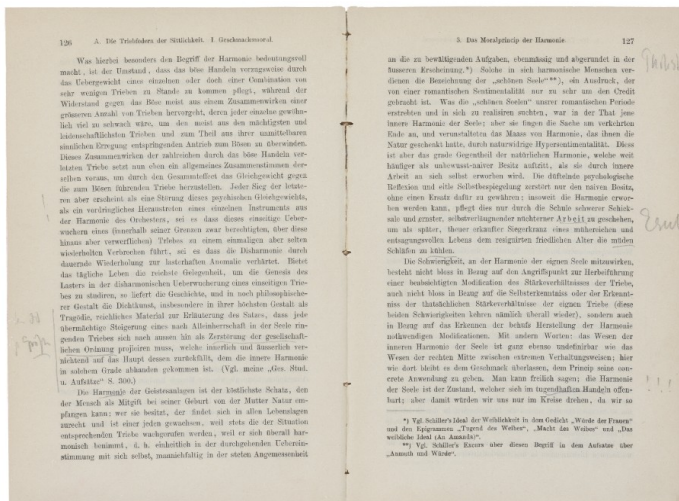 126 A. Die Triebfedern der Sittlichkeit. I. Geschmacksmoral.
Was hierbei besonders den Begriff der Harmonie bedeutungsvoll
macht, ist der Umstand, dass das böse Handeln vorzugsweise durch
das Uebergewicht eines einzelnen oder doch einer Combination von
sehr wenigen Trieben zu Stande zu kommen pflegt, während der
Widerstand gegen das Böse meist aus einem Zusammenwirken einer
grösseren Anzahl von Trieben hervorgeht, deren jeder einzelne gewöhn-
lich viel zu schwach wäre, um den meist aus den mächtigsten und
leidenschaftlichsten Trieben und zum Theil aus ihrer unmittelbaren
sinnlichen Erregung entspringenden Antrieb zum Bösen zu überwinden.
Dieses Zusammenwirken der zahlreichen durch das böse Handeln ver-
letzten Triebe setzt nun eben ein allgemeines Zusammenstimmen der-
selben voraus, um durch den Gesammteffect das Gleichgewicht gegen
die zum Bösen führenden Triebe herzustellen. Jeder Sieg der letzte-
ren aber erscheint als eine Störung dieses psychischen Gleichgewichts,
als ein vordringliches Heraustreten eines einzelnen Instruments aus
der Harmonie des Orchesters, sei es dass dieses einseitige Ueber-
wuchern eines (innerhalb seiner Grenzen zwar berechtigten, über diese
hinaus aber verwerflichen) Triebes zu einem einmaligen aber selten
wiederholten Verbrechen führt, sei es dass die Disharmonie durch
dauernde Wiederholung zur lasterhaften Anomalie verhärtet. Bietet
das tägliche Leben das reichste Gelegenheit, um die Genesis des
Lasters in der disharmonischen Ueberwucherung eines einseitigen Trie-
bes zu studiren, so liefert die Geschichte, und in noch philosophische-
rer Gestalt die Dichtkunst, insbesondere in ihrer höchsten Gestalt als
Tragödie, reichliches Material zur Erläuterung des Satzes, dass jede
übermächtige Steigerung eines nach Alleinherrschaft in der Seele rin-
genden Triebes sich nach aussen hin als Zerstörung der gesellschaft-
lichen Ordnung projiciren muss, welche innerlich und äusserlich ver-
nichtend auf das Haupt dessen zurückfällt, dem die innere Harmonie
in solchem Grade abhanden gekommen ist. (Vgl. meine „Ges. Stud.
u. Aufsätze“ S. 300.)
Die Harmonie der Geistesanlagen ist der köstlichste Schatz, den
der Mensch als Mitgift bei seiner Geburt von der Mutter Natur em-
pfangen kann; wer sie besitzt, der findet sich in allen Lebenslagen
zurecht und ist einer jeden gewachsen, weil stets die der Situation
entsprechenden Triebe wachgerufen werden, weil er sich überall har-
monisch benimmt, d. h. einheitlich in der durchgehenden Ueberein-
stimmung mit sich selbst, mannichfaltig in der steten Angemessenheit
3. Das Moralprincip der Harmonie. 127
an die zu bewältigenden Aufgaben, ebenmässig und abgerundet in der
äusseren Erscheinung.*) Solche in sich harmonische Menschen ver-
dienen die Bezeichnung der „schönen Seele“**), ein Ausdruck, der
von einer romantischen Sentimentalität nur zu sehr um den Credit
gebracht ist. Was die „schönen Seelen“ unsrer romantischen Periode
erstrebten und in sich zu realisiren suchten, war in der That jene
innere Harmonie der Seele; aber sie fingen die Sache am verkehrten
Ende an, und verunstalteten das Maass von Harmonie, das ihnen die
Natur geschenkt hatte, durch naturwidrige Hypersentimentalität. Dies
ist aber das grade Gegentheil der natürlichen Harmonie, welche weit
häufiger als unbewusst-naiver Besitz auftritt, als sie durch innere
Arbeit an sich selbst erworben wird. Die düftelnde psychologische
Reflexion und eitle Selbstbespiegelung zerstört nur den naiven Besitz,
ohne einen Ersatz dafür zu gewähren; insoweit die Harmonie erwor-
ben werden kann, pflegt dies nur durch die Schule schwerer Schick-
sale und ernster, selbstverläugnender nüchterner Arbeit zu geschehen,
um als später, theuer erkaufter Siegerkranz eines mühereichen und
entsagungsvollen Lebens dem resignirten friedlichen Alter die müden
Schläfen zu kühlen.
Die Schwierigkeit, an der Harmonie der eignen Seele mitzuwirken,
besteht nicht bloss in Bezug auf den Angriffspunkt zur Herbeiführung
einer beabsichtigten Modification des Stärkeverhältnisses der Triebe,
auch nicht bloss in Bezug auf die Selbsterkenntniss oder der Erkennt-
niss der thatsächlichen Stärkeverhältnisse der eignen Triebe (diese
beiden Schwierigkeiten kehren nämlich überall wieder), sondern auch
in Bezug auf das Erkennen der behufs Herstellung der Harmonie
nothwendigen Modificationen. Mit andern Worten: das Wesen der
inneren Harmonie der Seele ist ganz ebenso undefinirbar wie das
Wesen der rechten Mitte zwischen extremen Verhaltungsweisen; hier
wie dort bleibt es dem Geschmack überlassen, dem Princip seine con-
crete Anwendung zu geben. Man kann freilich sagen: die Harmonie
der Seele ist der Zustand, welcher sich im tugendhaften Handeln offen-
bart; aber damit würden wir uns nur im Kreise drehen, da wir so
*) Vgl. Schiller's Ideal der Weiblichkeit in dem Gedicht „Würde der Frauen“
und den Epigrammen „Tugend des Weibes“, „Macht des Weibes“ und „Das
weibliche Ideal (An Amanda)“.
**) Vgl. Schiller's Excurs über diesen Begriff in dem Aufsatze über
„Anmuth und Würde“.